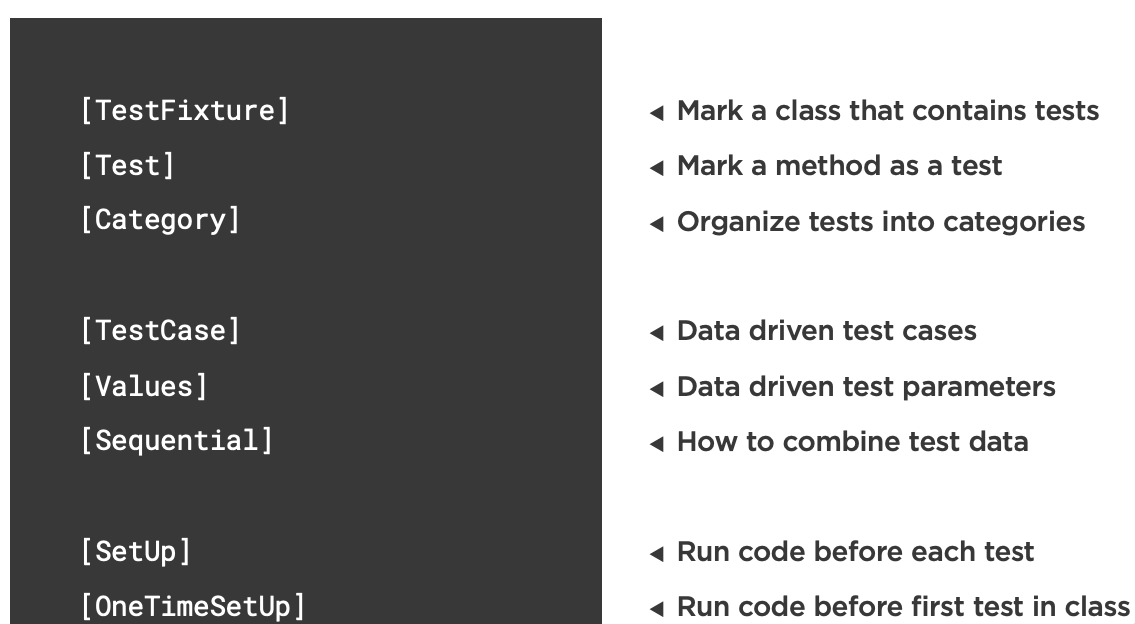 [TestFixture] ◄ Mark a class that contains tests
[Test] ◄ Mark a method as a test
[Category] ◄ Organize tests into categories
[TestCase] ◄ Data driven test cases
[Values] ◄ Data driven test parameters
[Sequential] ◄ How to combine test data
[SetUp] ◄ Run code before each test
[OneTimeSetUp] ◄ Run code before first test in class